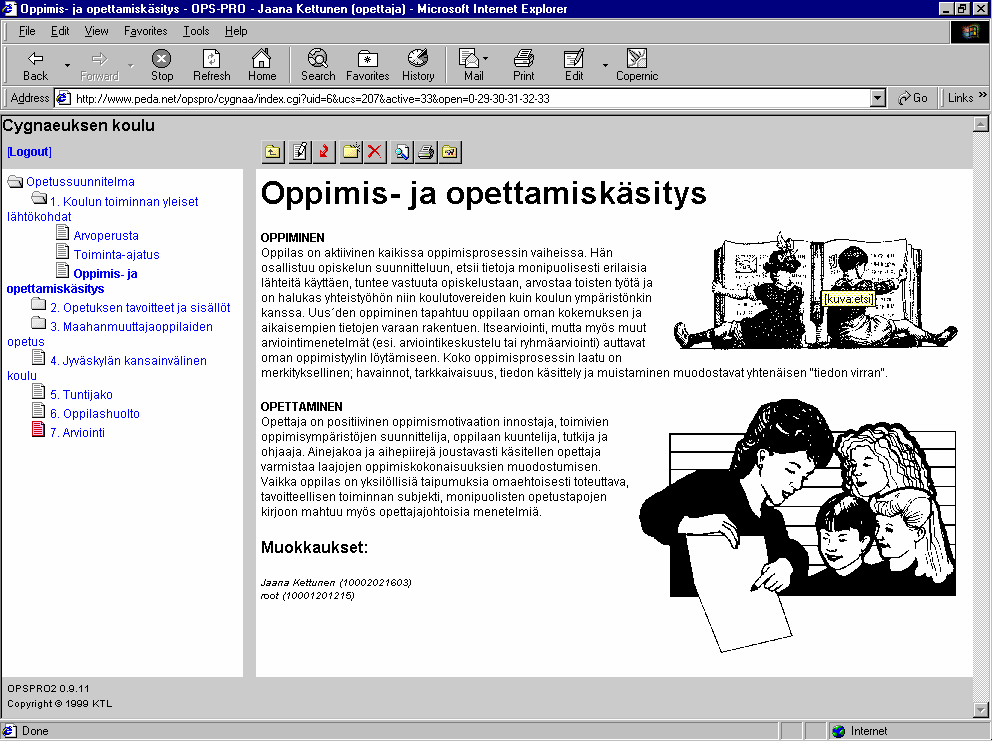 Oppimis- ja opettamiskäsitys - OPS-PRO - Jaana Kettunen (opettaja) - Microsoft Internet Explorer
File Edit View Favorites Tools Help
Back Forward Stop Refresh Home Search Favorites History Mail Print Edit Copernic
Address http://www.peda.net/opspro/cygnaa/index.cgi?uid=6&ucs=207&active=33&open=0-29-30-31-32-33 Go Links »
Cygnaeuksen koulu
[Logout]
Opetussuunnitelma
1. Koulun toiminnan yleiset
lähtökohdat
Arvoperusta
Toiminta-ajatus
Oppimis- ja
opettamiskäsitys
2. Opetuksen tavoitteet ja sisällöt
3. Maahanmuuttajaoppilaiden
opetus
4. Jyväskylän kansainvälinen
koulu
5. Tuntijako
6. Oppilashuolto
7. Arviointi
Oppimis- ja opettamiskäsitys
OPPIMINEN
Oppilas on aktiivinen kaikissa oppimisprosessin vaiheissa. Hän
osallistuu opiskelun suunnitteluun, etsii tietoja monipuolisesti erilaisia
lähteitä käyttäen, tuntee vastuuta opiskelustaan, arvostaa toisten työtä ja
on halukas yhteistyöhön niin koulutovereiden kuin koulun ympäristönkin
kanssa. Uus´den oppiminen tapahtuu oppilaan oman kokemuksen ja
aikaisempien tietojen varaan rakentuen. Itsearviointi, mutta myös muut
arviointimenetelmät (esi. arviointikeskustelu tai ryhmäarviointi) auttavat
oman oppimistyylin löytämiseen. Koko oppimisprosessin laatu on
merkityksellinen; havainnot, tarkkaivaisuus, tiedon käsittely ja muistaminen muodostavat yhtenäisen "tiedon virran".
[kuva:etsi]
OPETTAMINEN
Opettaja on positiivinen oppimismotivaation innostaja, toimivien
oppimisympäristöjen suunnittelija, oppilaan kuuntelija, tutkija ja
ohjaaja. Ainejakoa ja aihepiirejä joustavasti käsitellen opettaja
varmistaa laajojen oppimiskokonaisuuksien muodostumisen.
Vaikka oppilas on yksilöllisiä taipumuksia omaehtoisesti toteuttava,
tavoitteellisen toiminnan subjekti, monipuolisten opetustapojen
kirjoon mahtuu myös opettajajohtoisia menetelmiä.
Muokkaukset:
Jaana Kettunen (10002021603)
root (10001201215)
OPSPRO2 0.9.11
Copyright © 1999 KTL
Done Internet